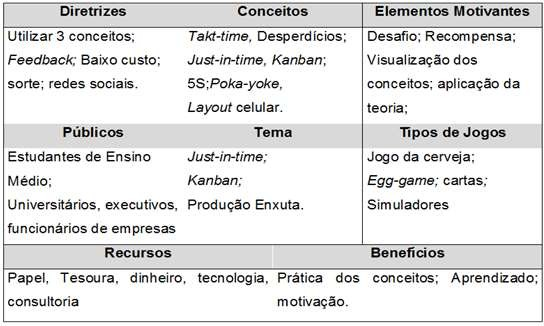 Diretrizes
Utilizar 3 conceitos;
Feedback; Baixo custo;
sorte; redes sociais.
Conceitos
Takt-time, Desperdícios;
Just-in-time, Kanban;
5S;Poka-yoke,
Layout celular.
Elementos Motivantes
Desafio; Recompensa;
Visualização dos
conceitos; aplicação da
teoria;
Públicos
Estudantes de Ensino
Médio;
Universitários, executivos,
funcionários de empresas
Tema
Just-in-time;
Kanban;
Produção Enxuta.
Tipos de Jogos
Jogo da cerveja;
Egg-game; cartas;
Simuladores
Recursos
Papel, Tesoura, dinheiro, tecnologia,
consultoria
Benefícios
Prática dos conceitos; Aprendizado;
motivação.